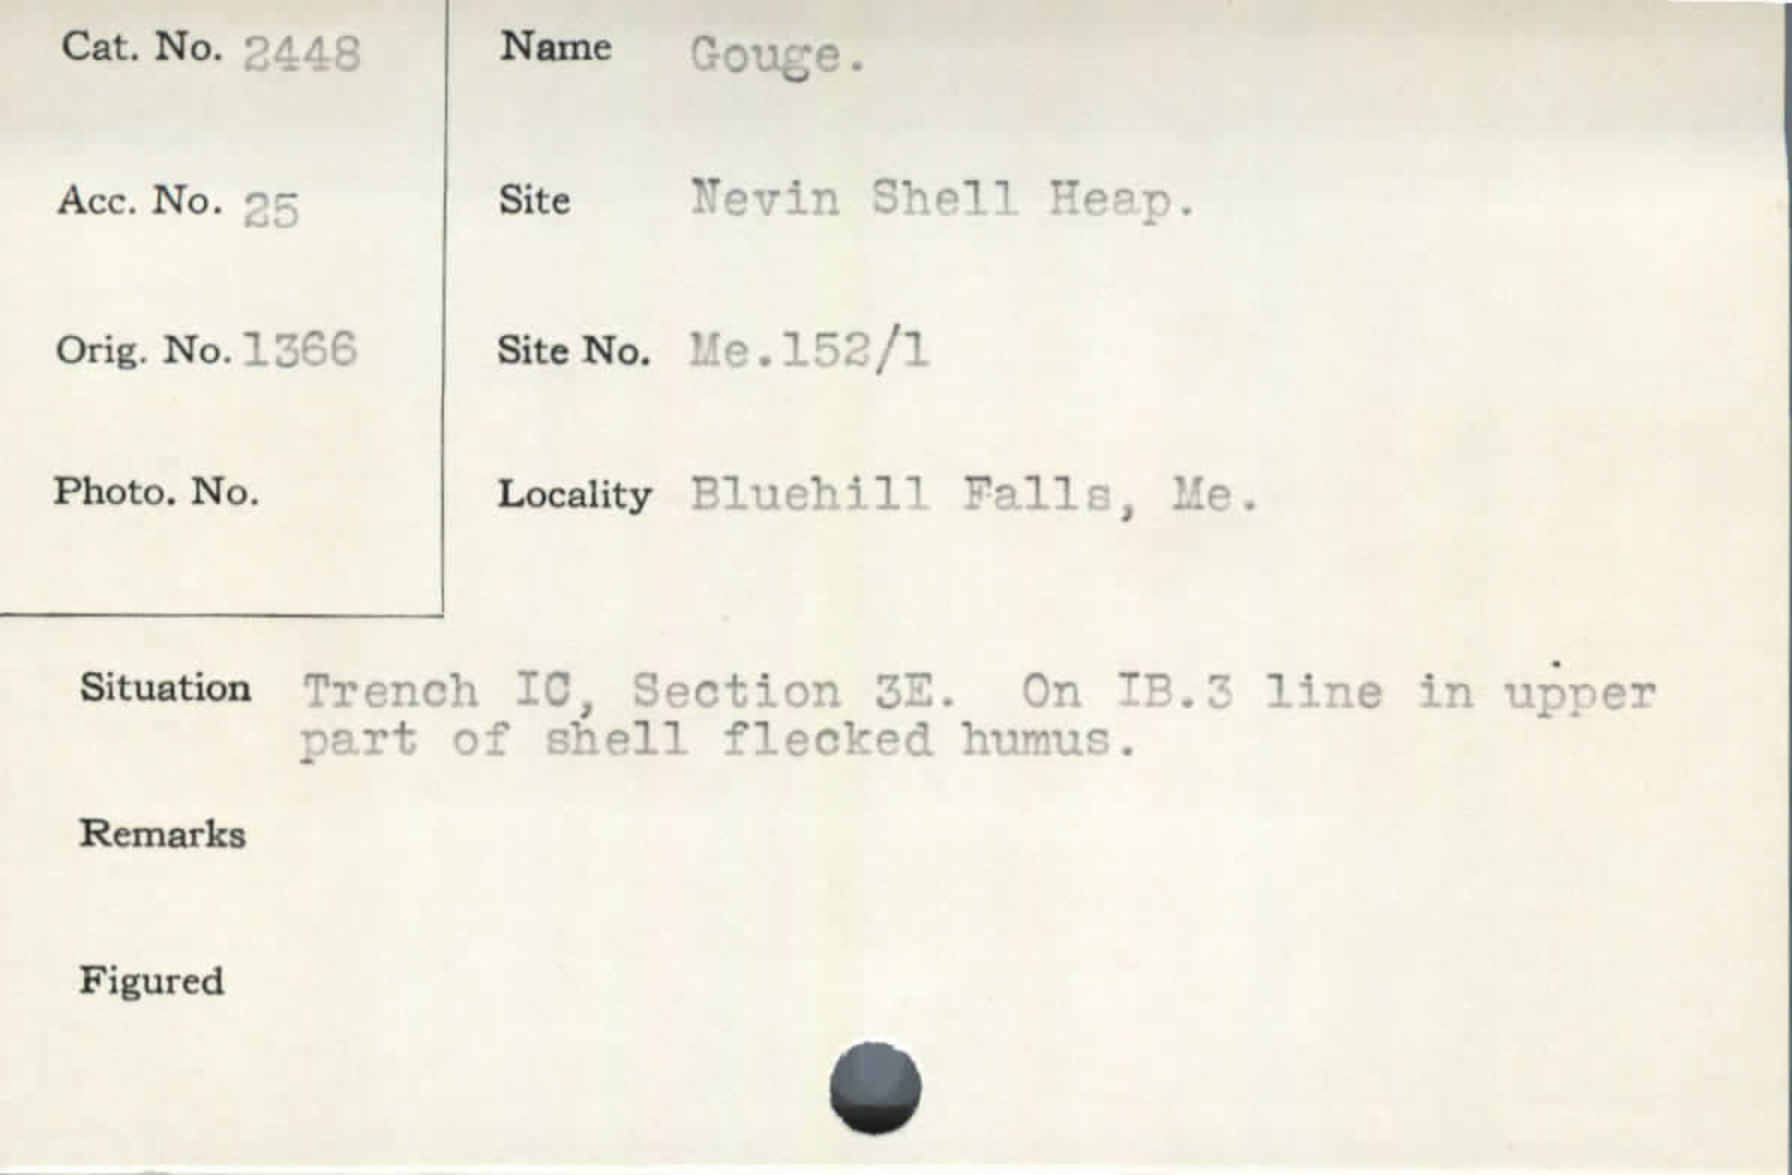 Cat. No. 2448
Name Gouge.
Acc. No. 25
Site Nevin Shell Heap.
Orig. No. 1366
Site No. Me.152/1
Photo. No.
Locality Bluehill Falls, Me.
Situation Trench IC, Section 3E. On IB.3 line in upper
part of shell flecked humus.
Remarks
Figured